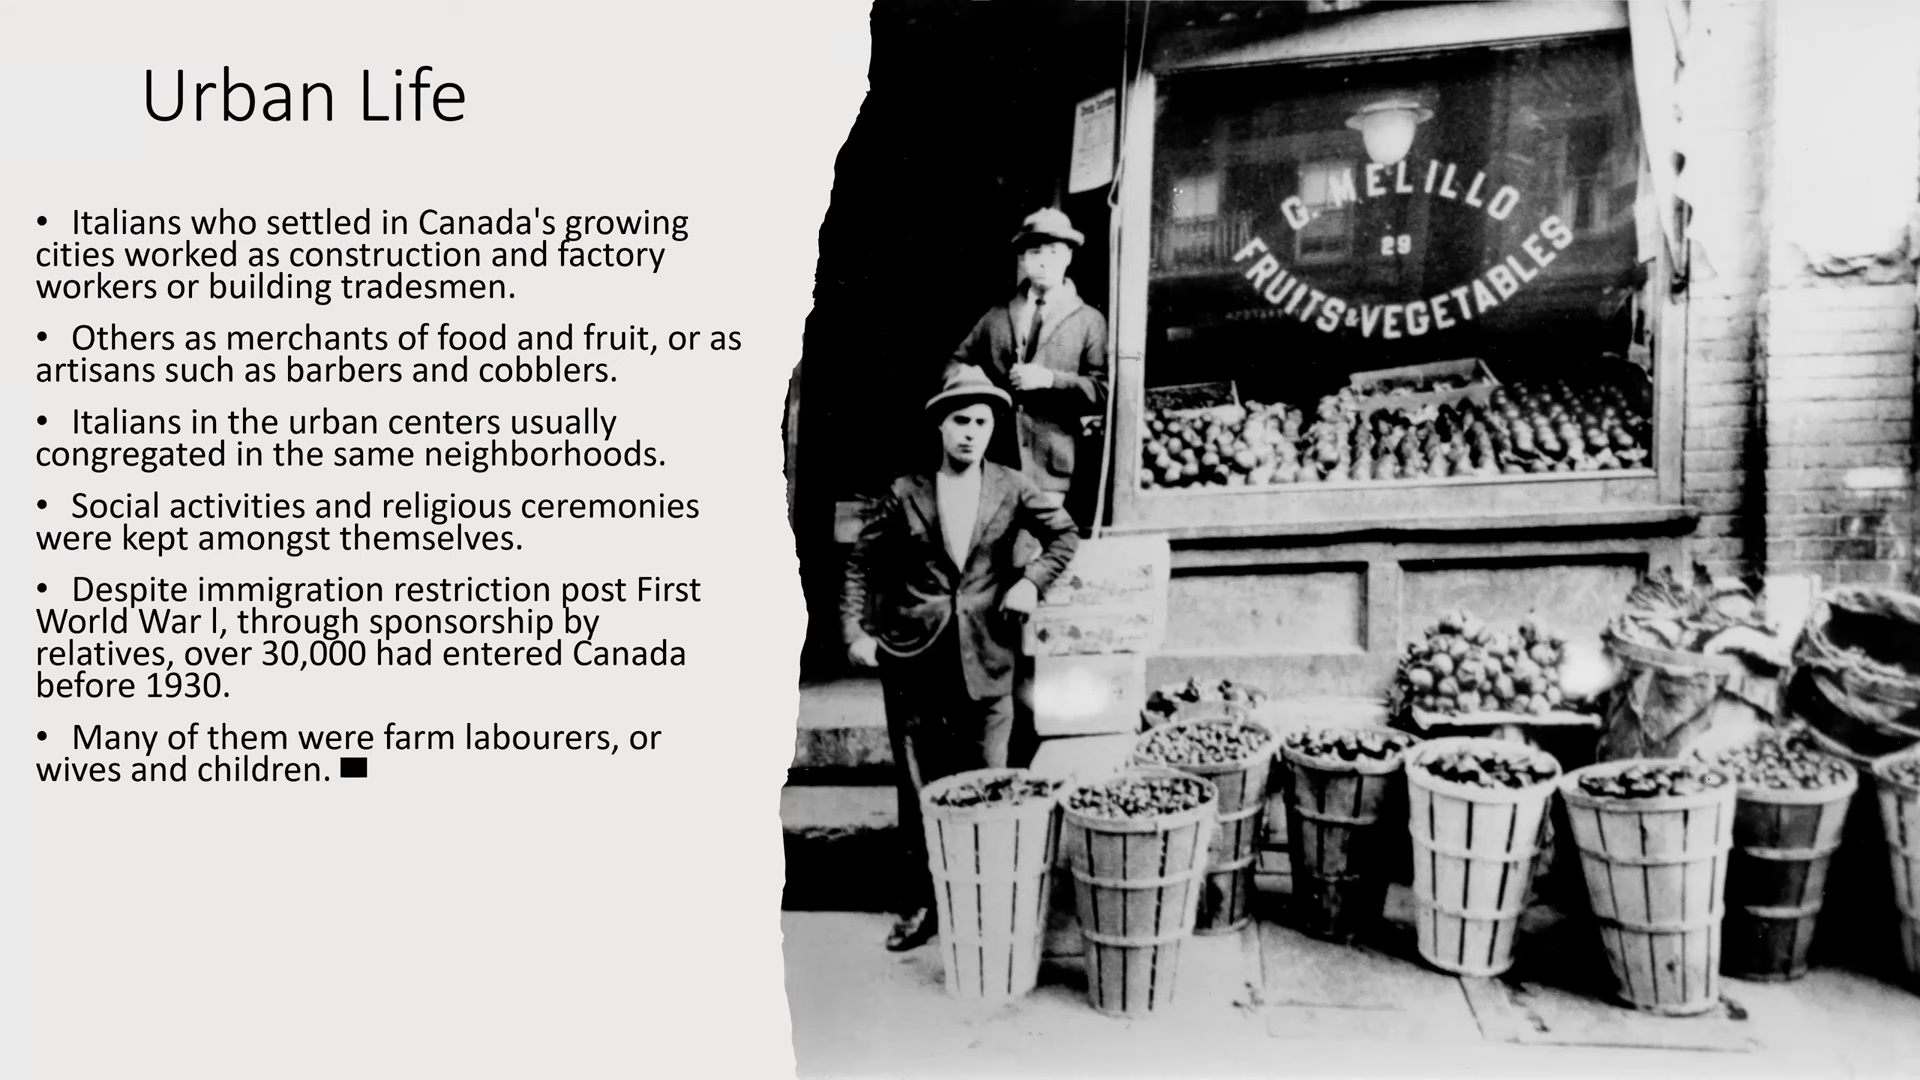 Urban Life
• Italians who settled in Canada's growing
cities worked as construction and factory
workers or building tradesmen.
• Others as merchants of food and fruit, or as
artisans such as barbers and cobblers.
• Italians in the urban centers usually
congregated in the same neighborhoods.
• Social activities and religious ceremonies
were kept amongst themselves.
• Despite immigration restriction post First
World War l, through sponsorship by
relatives, over 30,000 had entered Canada
before 1930.
• Many of them were farm labourers, or
wives and children.
G. MELILLO
29
FRUITS & VEGETABLES